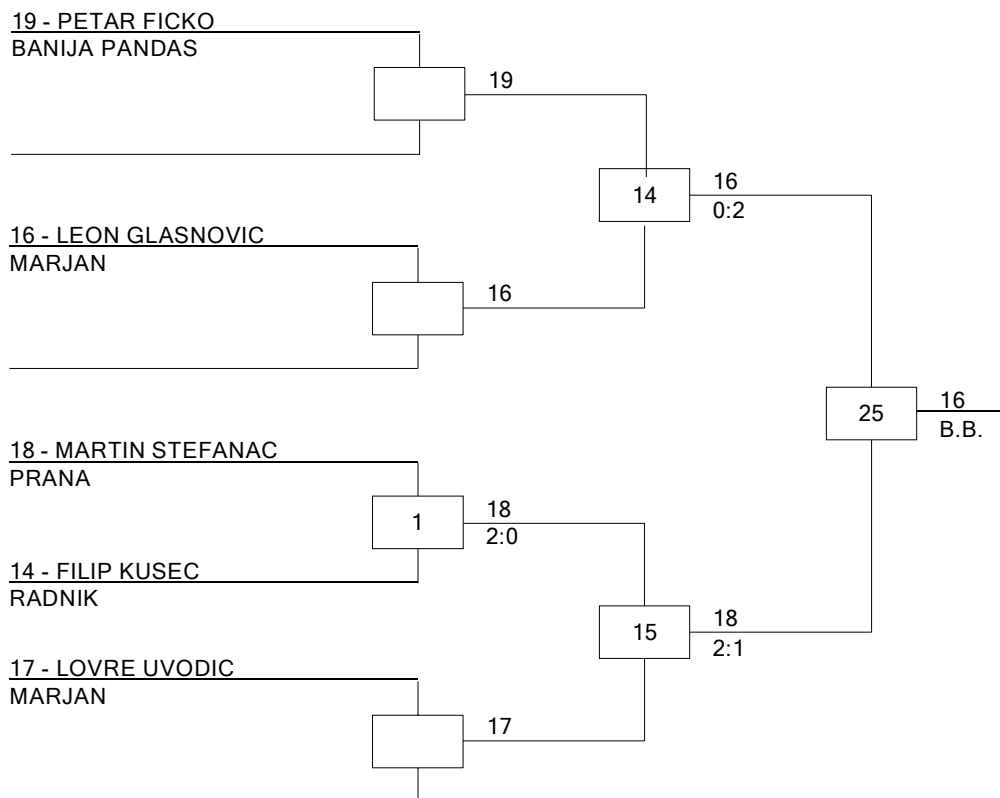 19 - PETAR FICKO
BANIJA PANDAS
19
14
16
0:2
16 - LEON GLASNOVIC
MARJAN
16
25
16
B.B.
18 - MARTIN STEFANAC
PRANA
1
18
2:0
14 - FILIP KUSEC
RADNIK
15
18
2:1
17 - LOVRE UVODIC
MARJAN
17